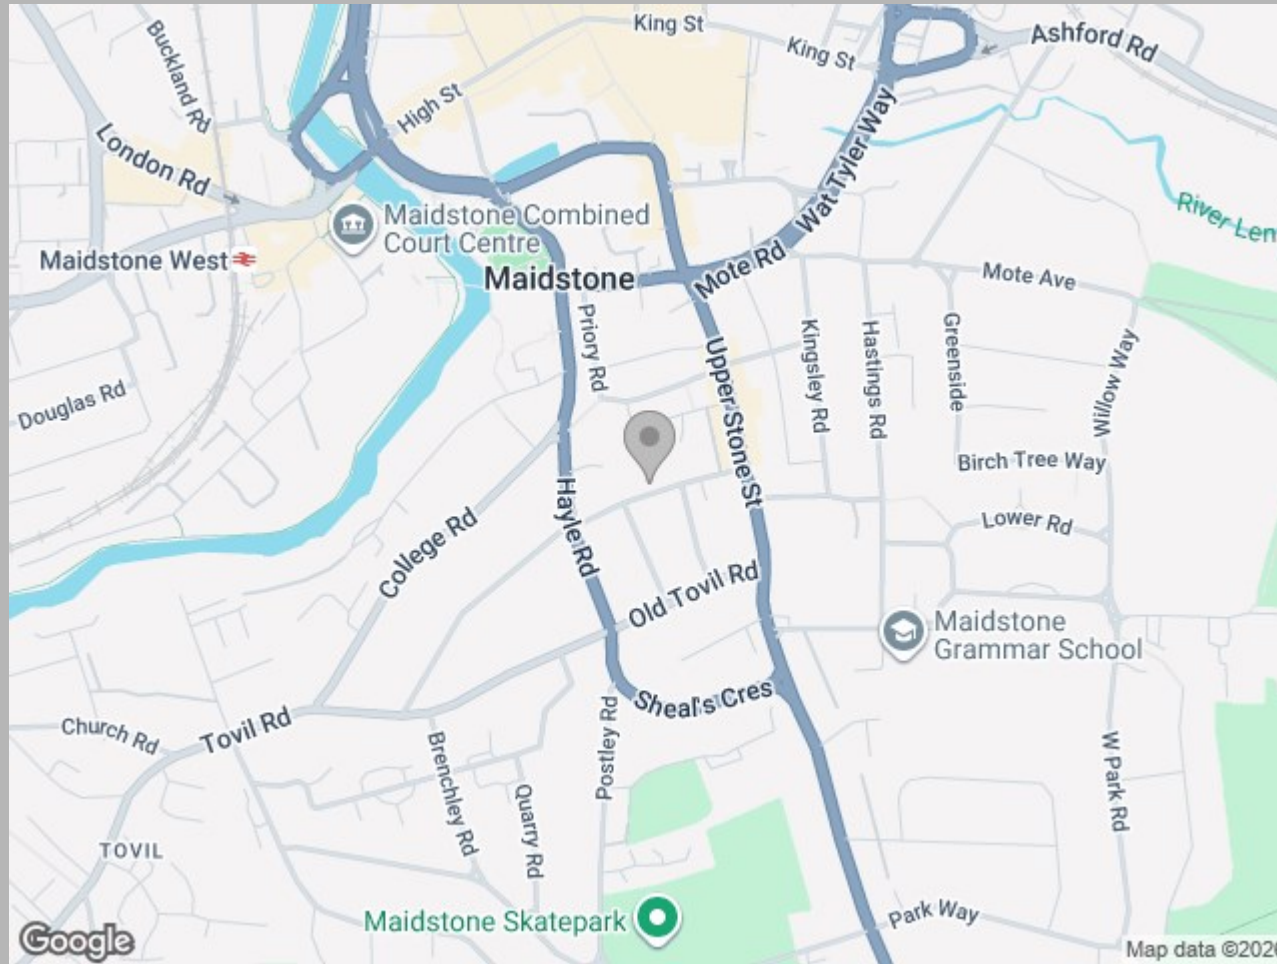 King St
King St
Ashford Rd
Buckland Rd
High St
London Rd
Wat Tyler Way
River Len
Maidstone Combined
Court Centre
Maidstone West
Maidstone
Mote Rd
Mote Ave
Priory Rd
Kingsley Rd
Hastings Rd
Greenside
Willow Way
Douglas Rd
Upper Stone St
Birch Tree Way
Hayle Rd
College Rd
Lower Rd
Old Tovil Rd
Maidstone
Grammar School
Sheal's Cres
Church Rd
Tovil Rd
Postley Rd
Brenchley Rd
Quarry Rd
W Park Rd
TOVIL
Maidstone Skatepark
Park Way
Google
Map data ©2026